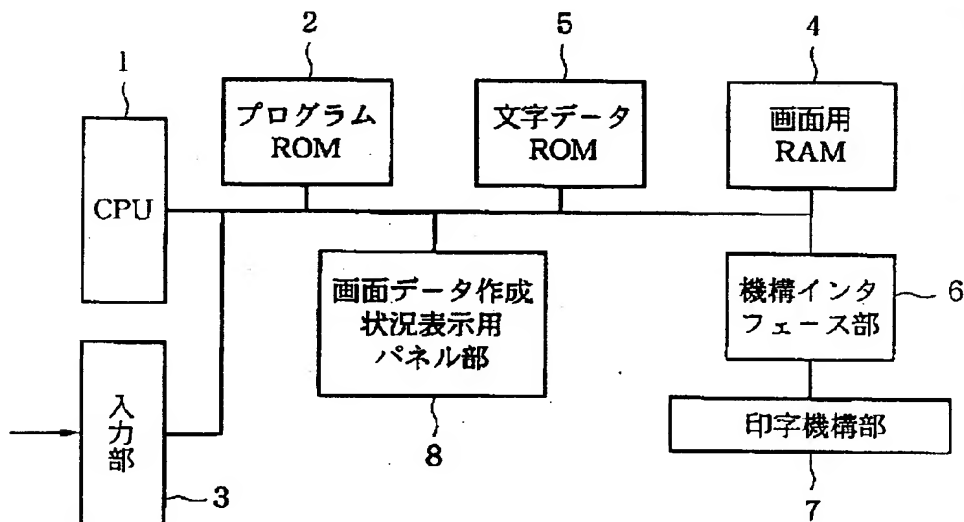 1
CPU
2
プログラム
ROM
5
文字データ
ROM
4
画面用
RAM
画面データ作成
状況表示用
パネル部
8
機構インタ
フェース部
6
印字機構部
7
入力部
3